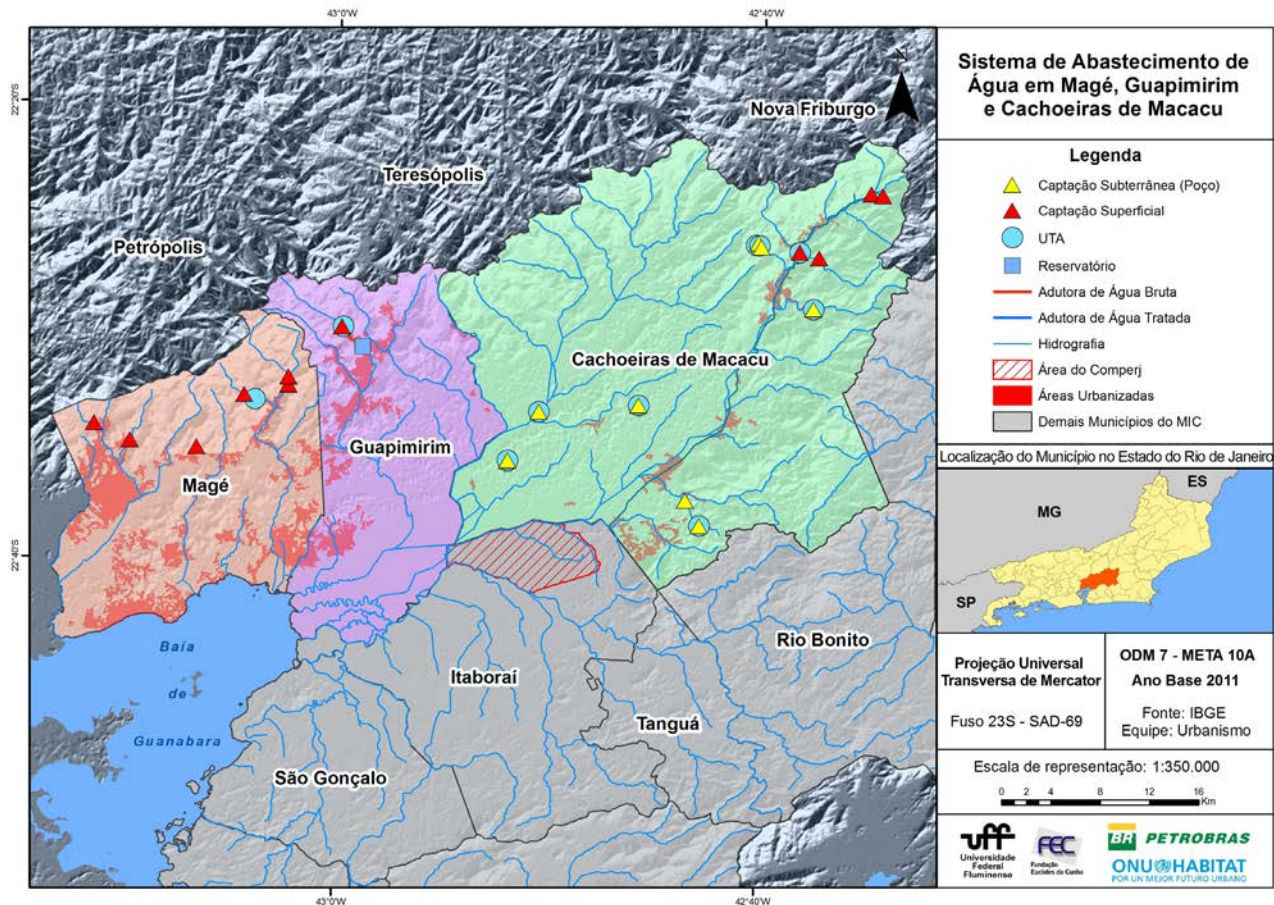 43°0'W
42°40'W
22°20'S
22°40'S
Nova Friburgo
Teresópolis
Petrópolis
Cachoeiras de Macacu
Guapimirim
Magé
Rio Bonito
Itaboraí
Tanguá
São Gonçalo
Baía
de
Guanabara
43°0'W
42°40'W
Sistema de Abastecimento de
Água em Magé, Guapimirim
e Cachoeiras de Macacu
Legenda
Captação Subterrânea (Poço)
Captação Superficial
UTA
Reservatório
Adutora de Água Bruta
Adutora de Água Tratada
Hidrografia
Área do Comperj
Áreas Urbanizadas
Demais Municípios do MIC
Localização do Município no Estado do Rio de Janeiro
ES
MG
SP
Projeção Universal
Transversa de Mercator
Fuso 23S - SAD-69
ODM 7 - META 10A
Ano Base 2011
Fonte: IBGE
Equipe: Urbanismo
Escala de representação: 1:350.000
0 2 4 8 12 16
Km
uff
Universidade
Federal
Fluminense
FEC
Fundação
Euclides da Cunha
BR PETROBRAS
ONU HABITAT
POR UN MEJOR FUTURO URBANO